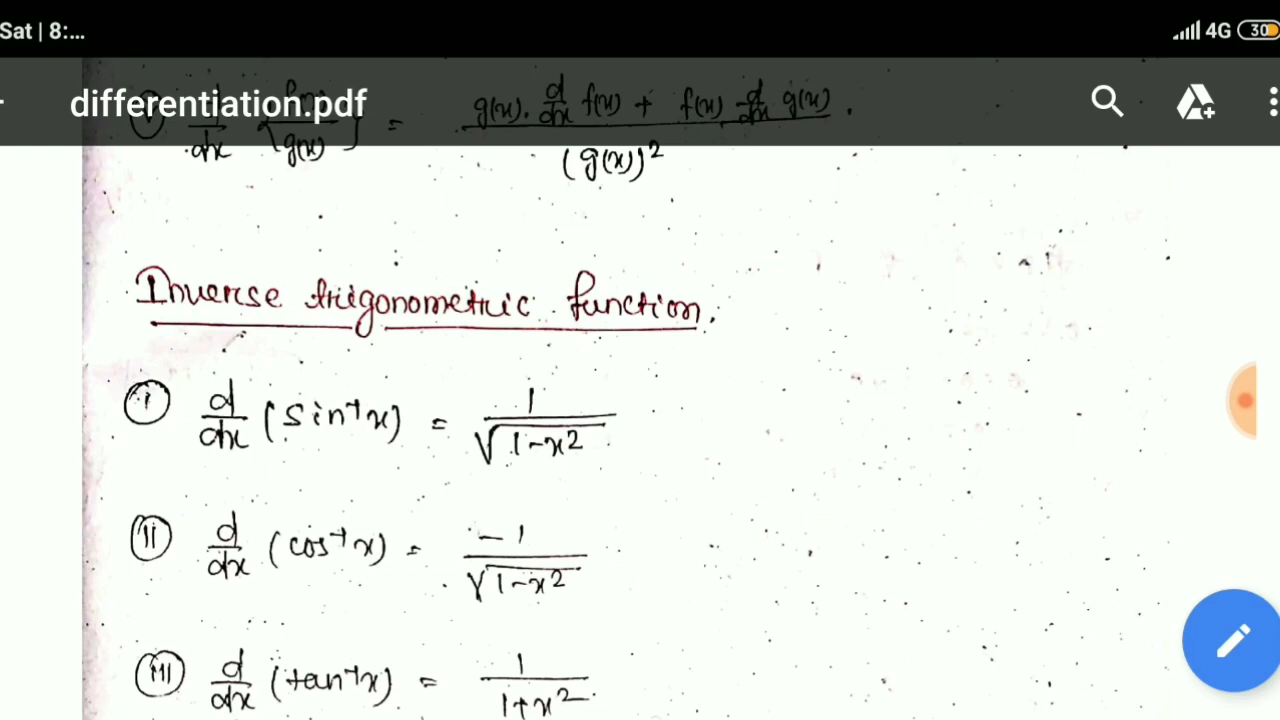 Sat | 8:...
4G 30
differentiation.pdf
d/dx { /g(x)} = g(x). d/dx f(x) + f(x) d/dx g(x) . / (g(x))²
Inverse trigonometric function.
(i) d/dx (sin⁻¹x) = 1/√1-x²
(ii) d/dx (cos⁻¹x) = -1/√1-x²
(iii) d/dx (tan⁻¹x) = 1/1+x²